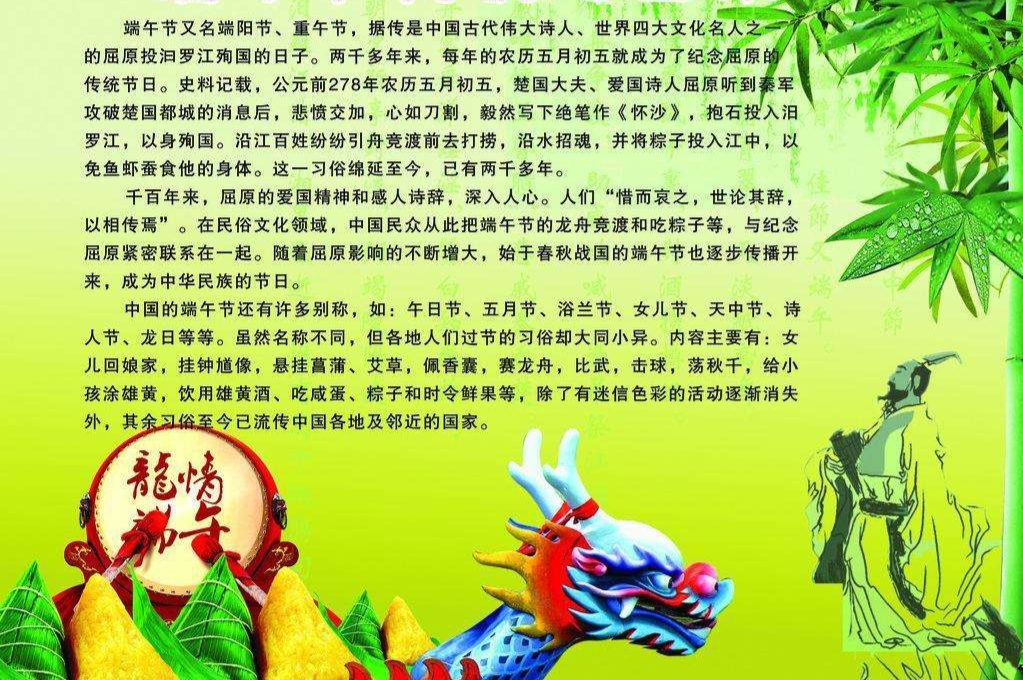 端午节又名端阳节、重午节，据传是中国古代伟大诗人、世界四大文化名人之一
的屈原投汨罗江殉国的日子。两千多年来，每年的农历五月初五就成为了纪念屈原的
传统节日。史料记载，公元前278年农历五月初五，楚国大夫、爱国诗人屈原听到秦军
攻破楚国都城的消息后，悲愤交加，心如刀割，毅然写下绝笔作《怀沙》，抱石投入汨
罗江，以身殉国。沿江百姓纷纷引舟竞渡前去打捞，沿水招魂，并将粽子投入江中，以
免鱼虾蚕食他的身体。这一习俗绵延至今，已有两千多年。
千百年来，屈原的爱国精神和感人诗辞，深入人心。人们“惜而哀之，世论其辞，
以相传焉”。在民俗文化领域，中国民众从此把端午节的龙舟竞渡和吃粽子等，与纪念
屈原紧密联系在一起。随着屈原影响的不断增大，始于春秋战国的端午节也逐步传播开
来，成为中华民族的节日。
中国的端午节还有许多别称，如：午日节、五月节、浴兰节、女儿节、天中节、诗
人节、龙日等等。虽然名称不同，但各地人们过节的习俗却大同小异。内容主要有：女
儿回娘家，挂钟馗像，悬挂菖蒲、艾草，佩香囊，赛龙舟，比武，击球，荡秋千，给小
孩涂雄黄，饮用雄黄酒、吃咸蛋、粽子和时令鲜果等，除了有迷信色彩的活动逐渐消失
外，其余习俗至今已流传中国各地及邻近的国家。
佳節又端午
龍情
端午